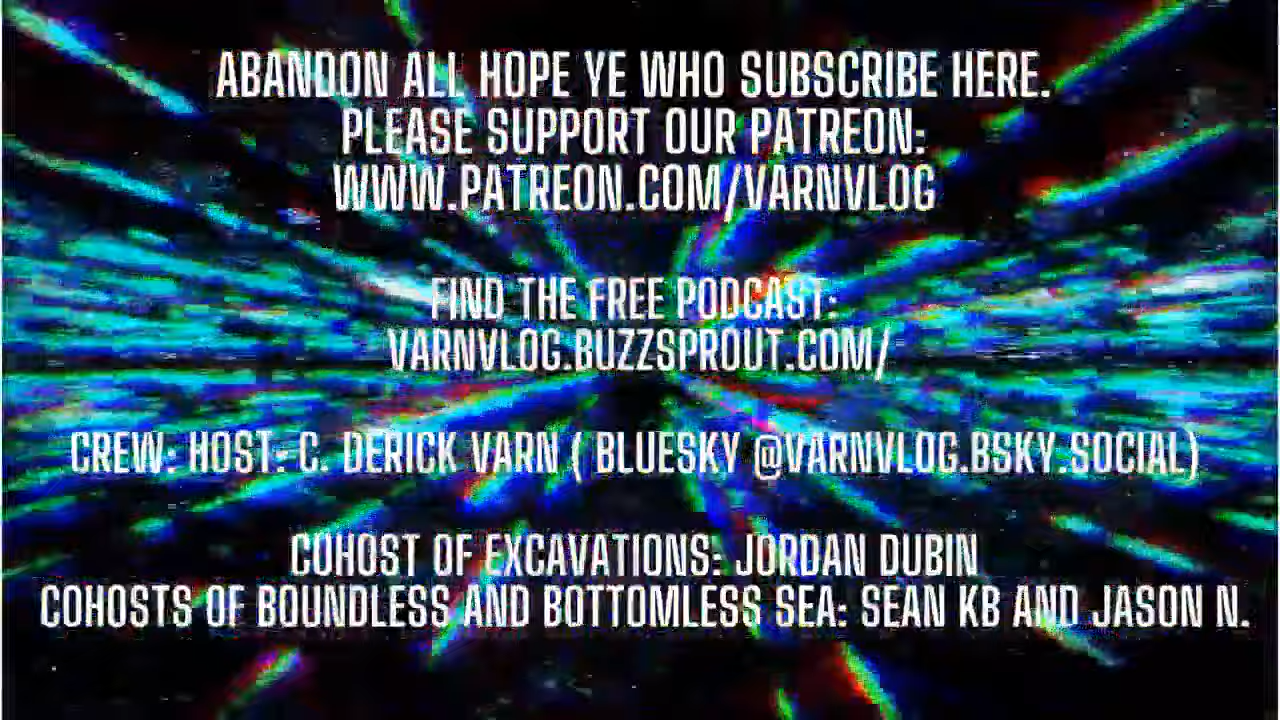 ABANDON ALL HOPE YE WHO SUBSCRIBE HERE.
PLEASE SUPPORT OUR PATREON:
WWW.PATREON.COM/VARNVLOG
FIND THE FREE PODCAST:
VARNVLOG.BUZZSPROUT.COM/
CREW: HOST: C. DERICK VARN ( BLUESKY @VARNVLOG.BSKY.SOCIAL)
COHOST OF EXCAVATIONS: JORDAN DUBIN
COHOSTS OF BOUNDLESS AND BOTTOMLESS SEA: SEAN KB AND JASON N.